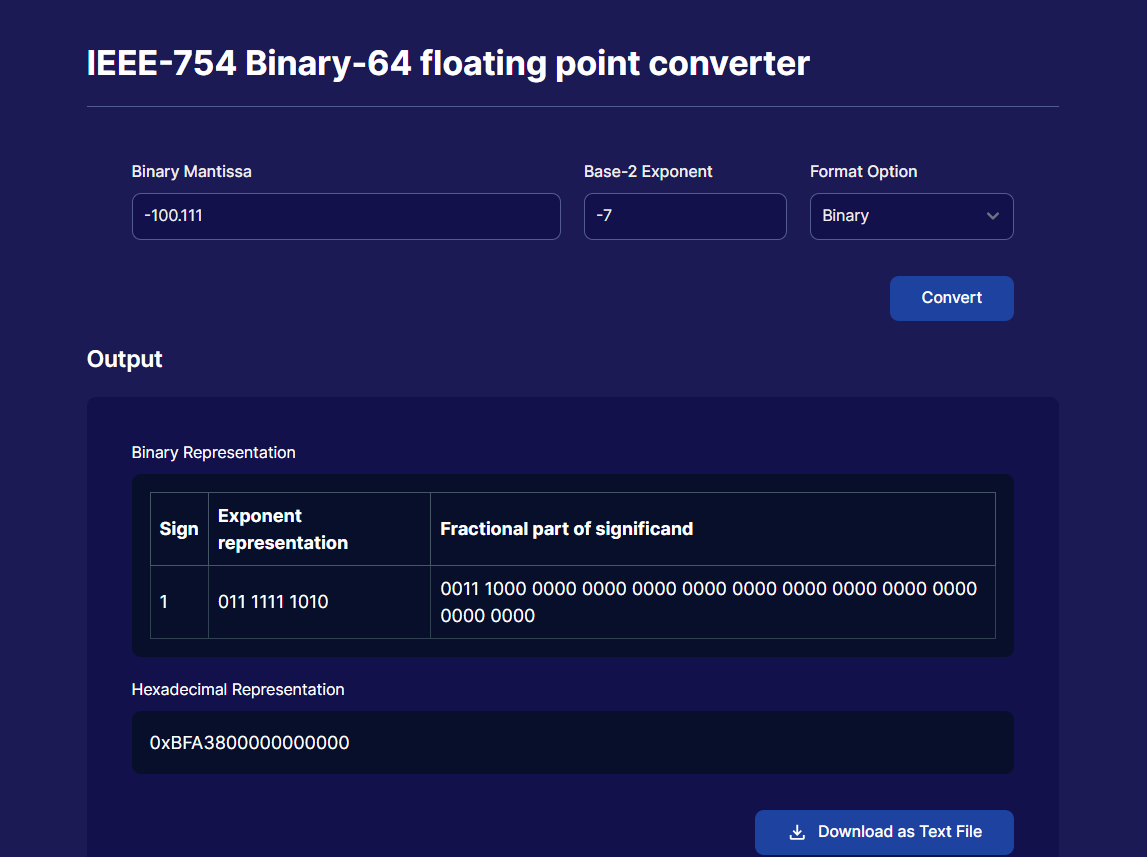 IEEE-754 Binary-64 floating point converter
Binary Mantissa
Base-2 Exponent
Format Option
-100.111
-7
Binary
Convert
Output
Binary Representation
Sign
Exponent
representation
Fractional part of significand
1
011 1111 1010
0011 1000 0000 0000 0000 0000 0000 0000 0000 0000 0000
0000 0000
Hexadecimal Representation
0xBFA3800000000000
Download as Text File